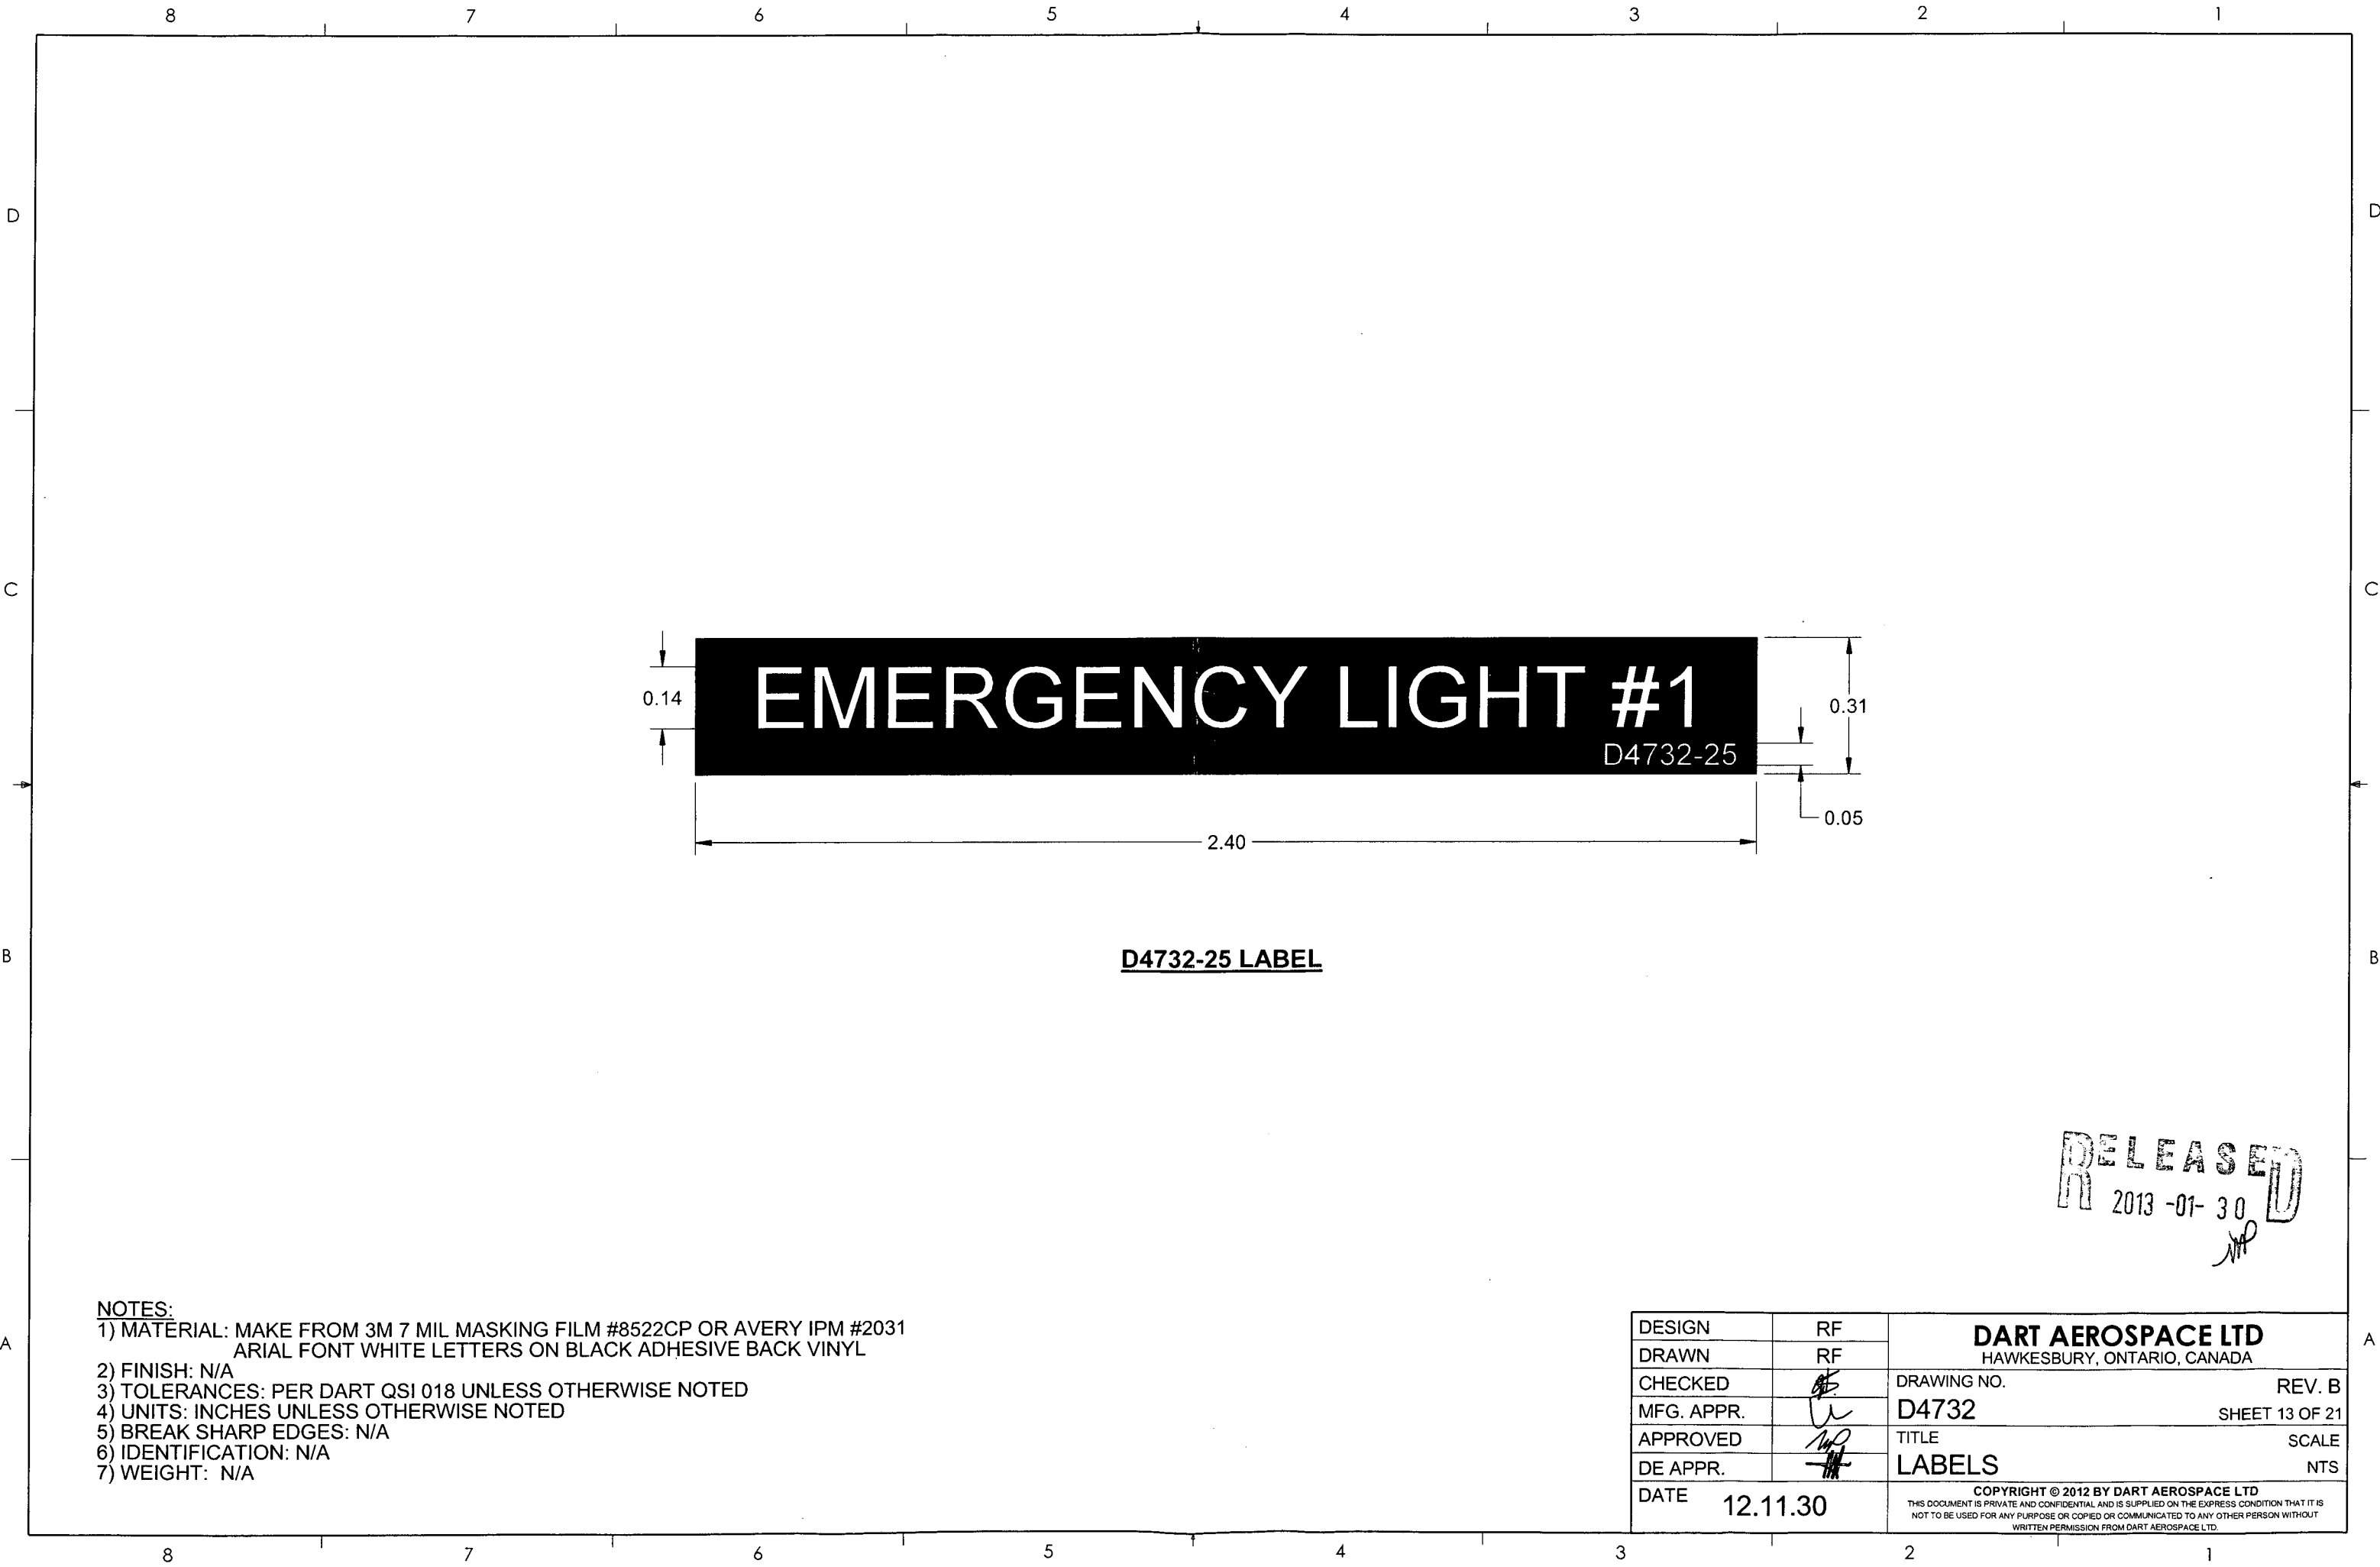 8 7 6 5 4 3 2 1
D D
C C
B B
A A
EMERGENCY LIGHT #1
D4732-25
0.14
0.31
0.05
2.40
D4732-25 LABEL
RELEASED
2013 -01- 30
NOTES:
1) MATERIAL: MAKE FROM 3M 7 MIL MASKING FILM #8522CP OR AVERY IPM #2031
ARIAL FONT WHITE LETTERS ON BLACK ADHESIVE BACK VINYL
2) FINISH: N/A
3) TOLERANCES: PER DART QSI 018 UNLESS OTHERWISE NOTED
4) UNITS: INCHES UNLESS OTHERWISE NOTED
5) BREAK SHARP EDGES: N/A
6) IDENTIFICATION: N/A
7) WEIGHT: N/A
DESIGN RF
DRAWN RF
CHECKED
MFG. APPR.
APPROVED
DE APPR.
DATE 12.11.30
DART AEROSPACE LTD
HAWKESBURY, ONTARIO, CANADA
DRAWING NO. REV. B
D4732 SHEET 13 OF 21
TITLE SCALE
LABELS NTS
COPYRIGHT © 2012 BY DART AEROSPACE LTD
THIS DOCUMENT IS PRIVATE AND CONFIDENTIAL AND IS SUPPLIED ON THE EXPRESS CONDITION THAT IT IS
NOT TO BE USED FOR ANY PURPOSE OR COPIED OR COMMUNICATED TO ANY OTHER PERSON WITHOUT
WRITTEN PERMISSION FROM DART AEROSPACE LTD.
8 7 6 5 4 3 2 1